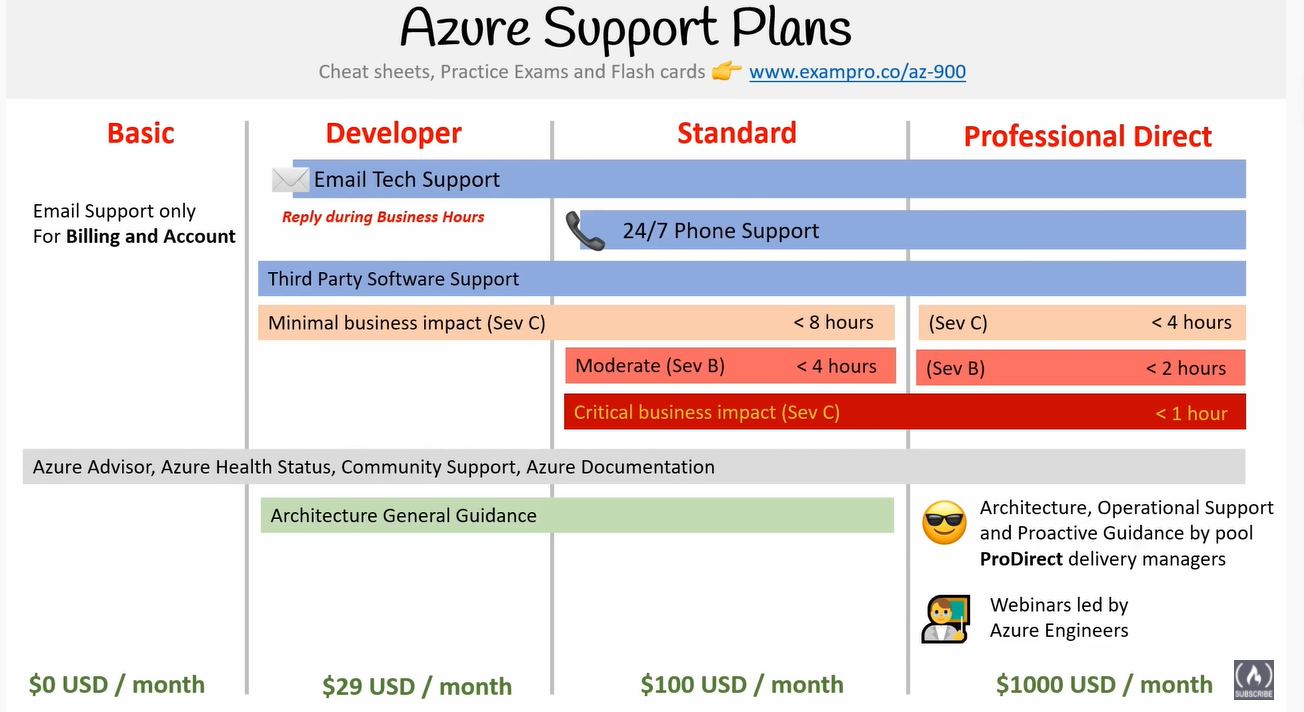 Azure Support Plans
Cheat sheets, Practice Exams and Flash cards 👉 www.exampro.co/az-900
Basic
Developer
Standard
Professional Direct
Email Tech Support
Email Support only
For Billing and Account
Reply during Business Hours
24/7 Phone Support
Third Party Software Support
Minimal business impact (Sev C) < 8 hours
(Sev C) < 4 hours
Moderate (Sev B) < 4 hours
(Sev B) < 2 hours
Critical business impact (Sev C) < 1 hour
Azure Advisor, Azure Health Status, Community Support, Azure Documentation
Architecture General Guidance
Architecture, Operational Support
and Proactive Guidance by pool
ProDirect delivery managers
Webinars led by
Azure Engineers
$0 USD / month
$29 USD / month
$100 USD / month
$1000 USD / month
SUBSCRIBE